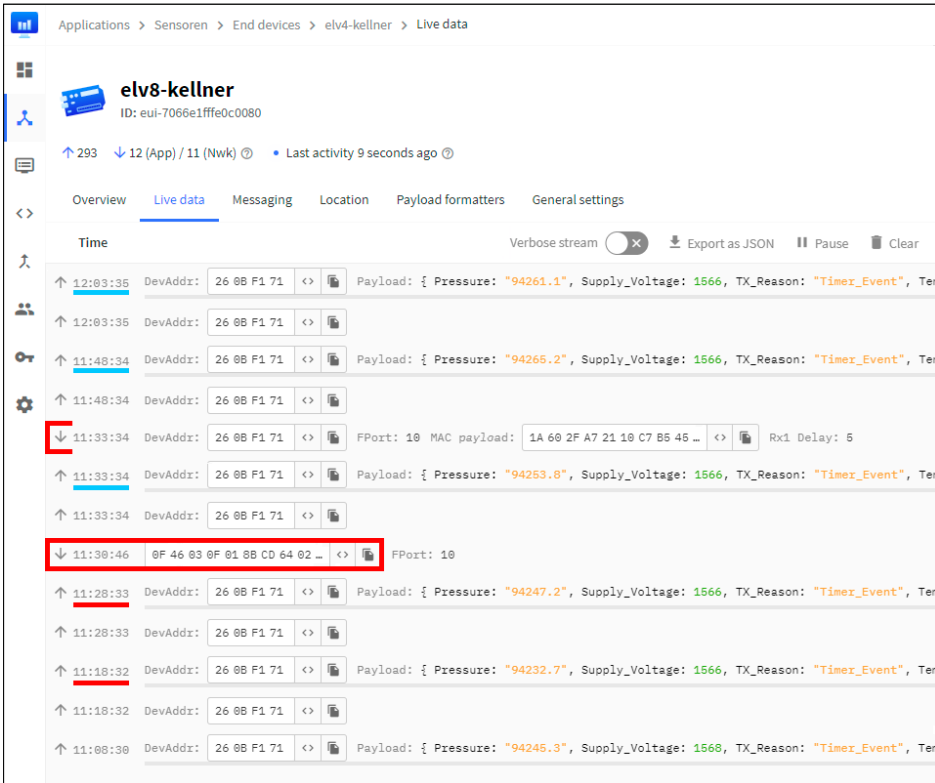 Applications > Sensoren > End devices > elv4-kellner > Live data
elv8-kellner
ID: eui-7066e1fffe0c0080
293 12 (App) / 11 (Nwk) • Last activity 9 seconds ago
Overview Live data Messaging Location Payload formatters General settings
Time Verbose stream Export as JSON Pause Clear
↑ 12:03:35 DevAddr: 26 0B F1 71 <> Payload: { Pressure: "94261.1", Supply_Voltage: 1566, TX_Reason: "Timer_Event", Te
↑ 12:03:35 DevAddr: 26 0B F1 71 <>
↑ 11:48:34 DevAddr: 26 0B F1 71 <> Payload: { Pressure: "94265.2", Supply_Voltage: 1566, TX_Reason: "Timer_Event", Te
↑ 11:48:34 DevAddr: 26 0B F1 71 <>
↓ 11:33:34 DevAddr: 26 0B F1 71 <> FPort: 10 MAC payload: 1A 60 2F A7 21 10 C7 B5 45 … <> Rx1 Delay: 5
↑ 11:33:34 DevAddr: 26 0B F1 71 <> Payload: { Pressure: "94253.8", Supply_Voltage: 1566, TX_Reason: "Timer_Event", Te
↑ 11:33:34 DevAddr: 26 0B F1 71 <>
↓ 11:30:46 0F 46 03 0F 01 8B CD 64 02 … <> FPort: 10
↑ 11:28:33 DevAddr: 26 0B F1 71 <> Payload: { Pressure: "94247.2", Supply_Voltage: 1566, TX_Reason: "Timer_Event", Te
↑ 11:28:33 DevAddr: 26 0B F1 71 <>
↑ 11:18:32 DevAddr: 26 0B F1 71 <> Payload: { Pressure: "94232.7", Supply_Voltage: 1566, TX_Reason: "Timer_Event", Te
↑ 11:18:32 DevAddr: 26 0B F1 71 <>
↑ 11:08:30 DevAddr: 26 0B F1 71 <> Payload: { Pressure: "94245.3", Supply_Voltage: 1568, TX_Reason: "Timer_Event", Te